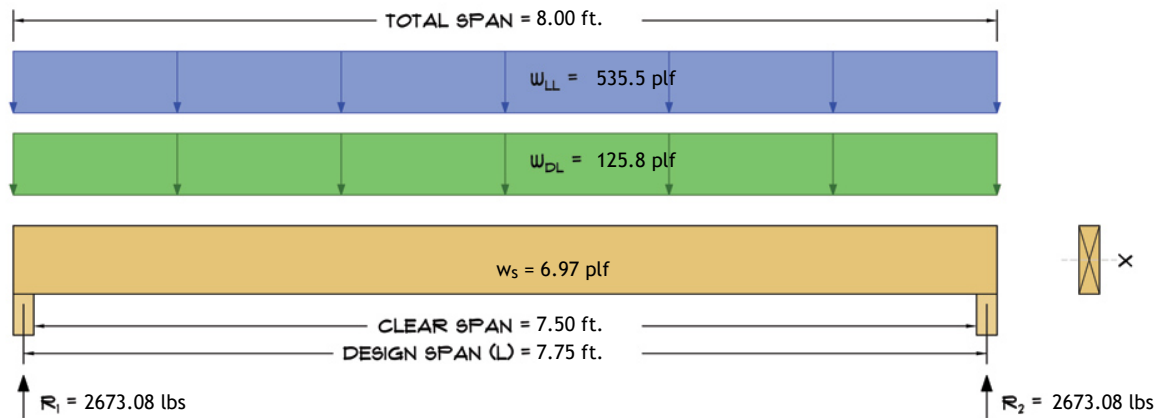 TOTAL SPAN = 8.00 ft.
WLL = 535.5 plf
WDL = 125.8 plf
ws = 6.97 plf
X
CLEAR SPAN = 7.50 ft.
DESIGN SPAN (L) = 7.75 ft.
R1 = 2673.08 lbs
R2 = 2673.08 lbs